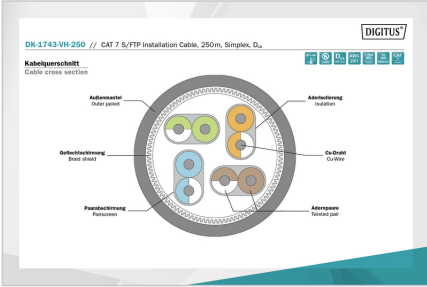 DIGITUS®
DK-1743-VH-250 // CAT 7 S/FTP Installation Cable, 250m, Simplex, Dca
Kabelquerschnitt
Cable cross section
Außenmantel
Outer jacket
Aderisolierung
Insulation
Geflechtschirmung
Braid shield
Cu-Draht
Cu-Wire
Paarabschirmung
Pairscreen
Adernpaare
Twisted pair